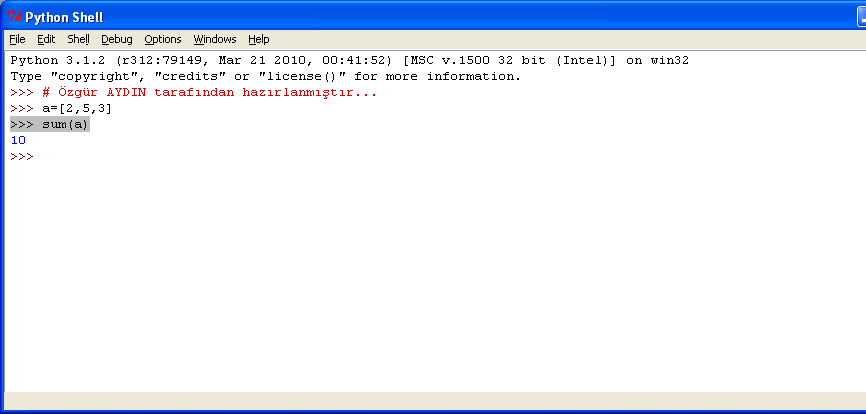 Python Shell
File Edit Shell Debug Options Windows Help
Python 3.1.2 (r312:79149, Mar 21 2010, 00:41:52) [MSC v.1500 32 bit (Intel)] on win32
Type "copyright", "credits" or "license()" for more information.
>>> # Özgür AYDIN tarafından hazırlanmıştır...
>>> a=[2,5,3]
>>> sum(a)
10
>>>